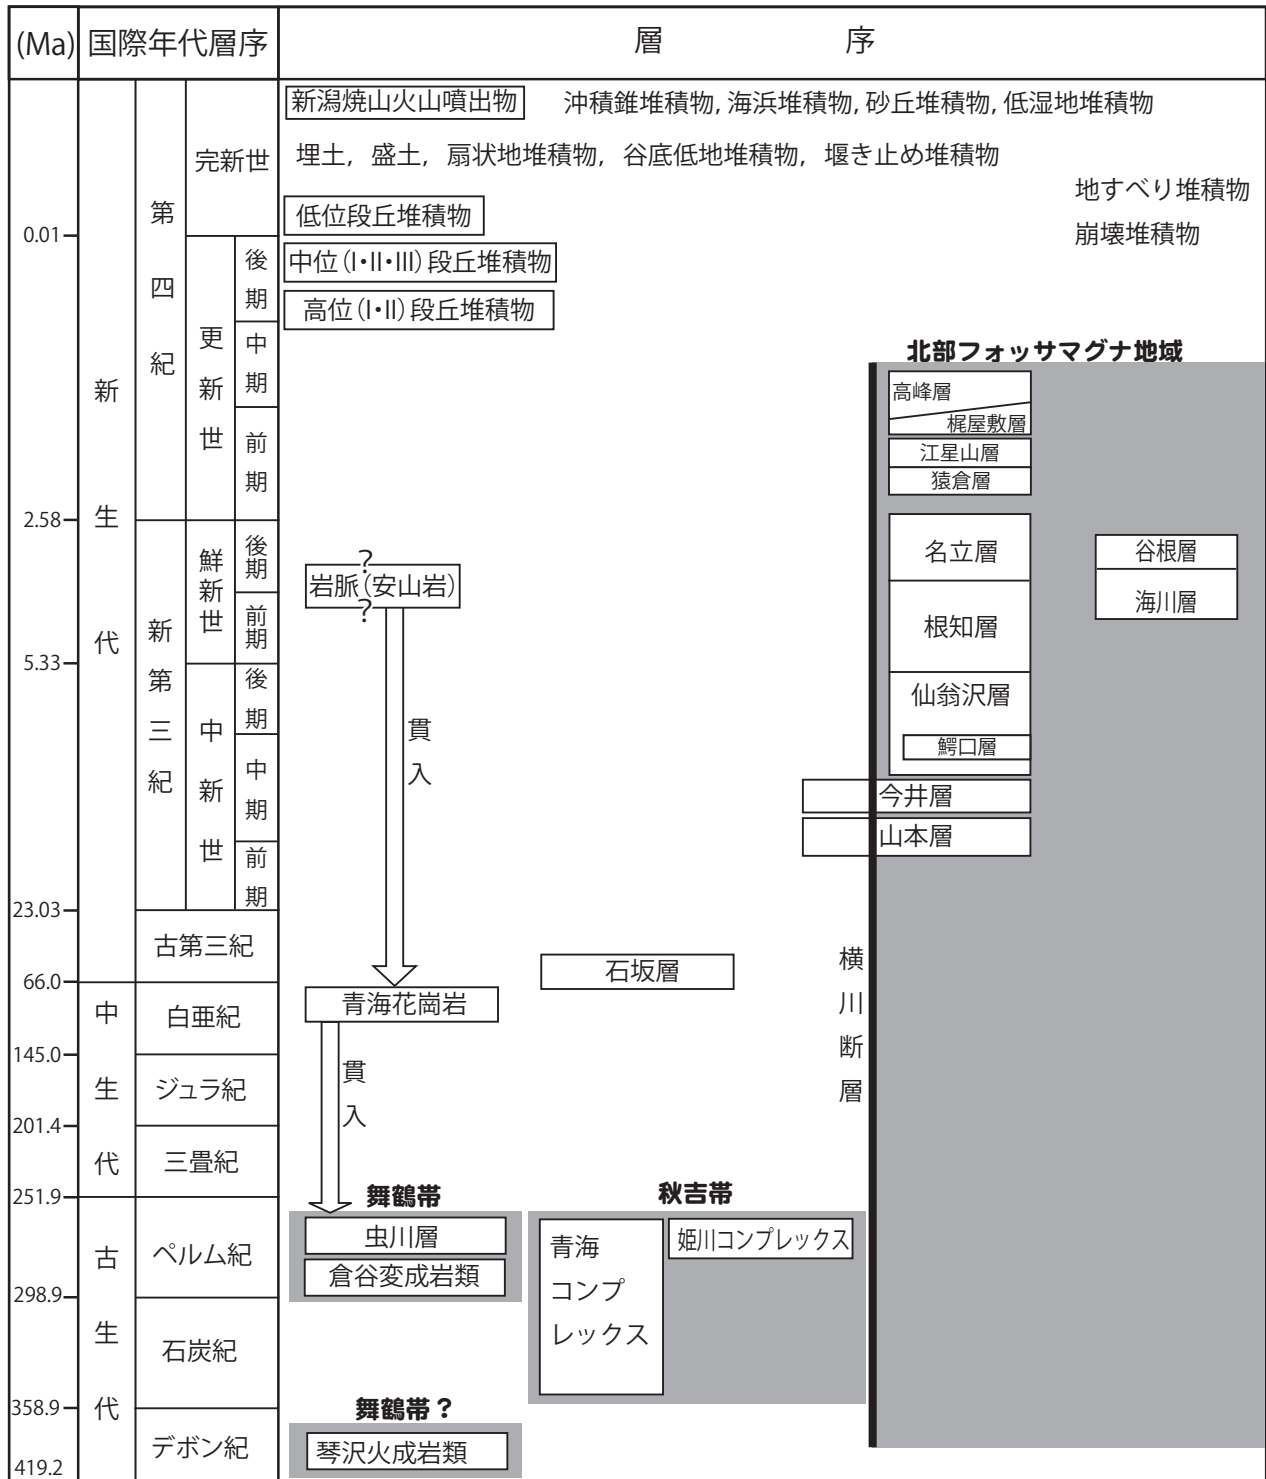 (Ma) 国際年代層序 層 序
新潟焼山火山噴出物 沖積錐堆積物, 海浜堆積物, 砂丘堆積物, 低湿地堆積物
完新世 埋土, 盛土, 扇状地堆積物, 谷底低地堆積物, 堰き止め堆積物
地すべり堆積物
低位段丘堆積物
崩壊堆積物
0.01
中位(I・II・III)段丘堆積物
高位(I・II)段丘堆積物
第四紀
更新世
後期
中期
前期
新生代
北部フォッサマグナ地域
高峰層
梶屋敷層
江星山層
猿倉層
2.58
鮮新世
後期
前期
名立層
谷根層
?
岩脈(安山岩)
?
海川層
根知層
5.33
新第三紀
中新世
後期
中期
前期
仙翁沢層
鰐口層
貫入
今井層
山本層
23.03
古第三紀
石坂層
横川断層
66.0
中生代
白亜紀
青海花崗岩
145.0
ジュラ紀
貫入
201.4
三畳紀
251.9
舞鶴帯
秋吉帯
古生代
ペルム紀
虫川層
倉谷変成岩類
青海
コンプ
レックス
姫川コンプレックス
298.9
石炭紀
358.9
舞鶴帯?
デボン紀
琴沢火成岩類
419.2